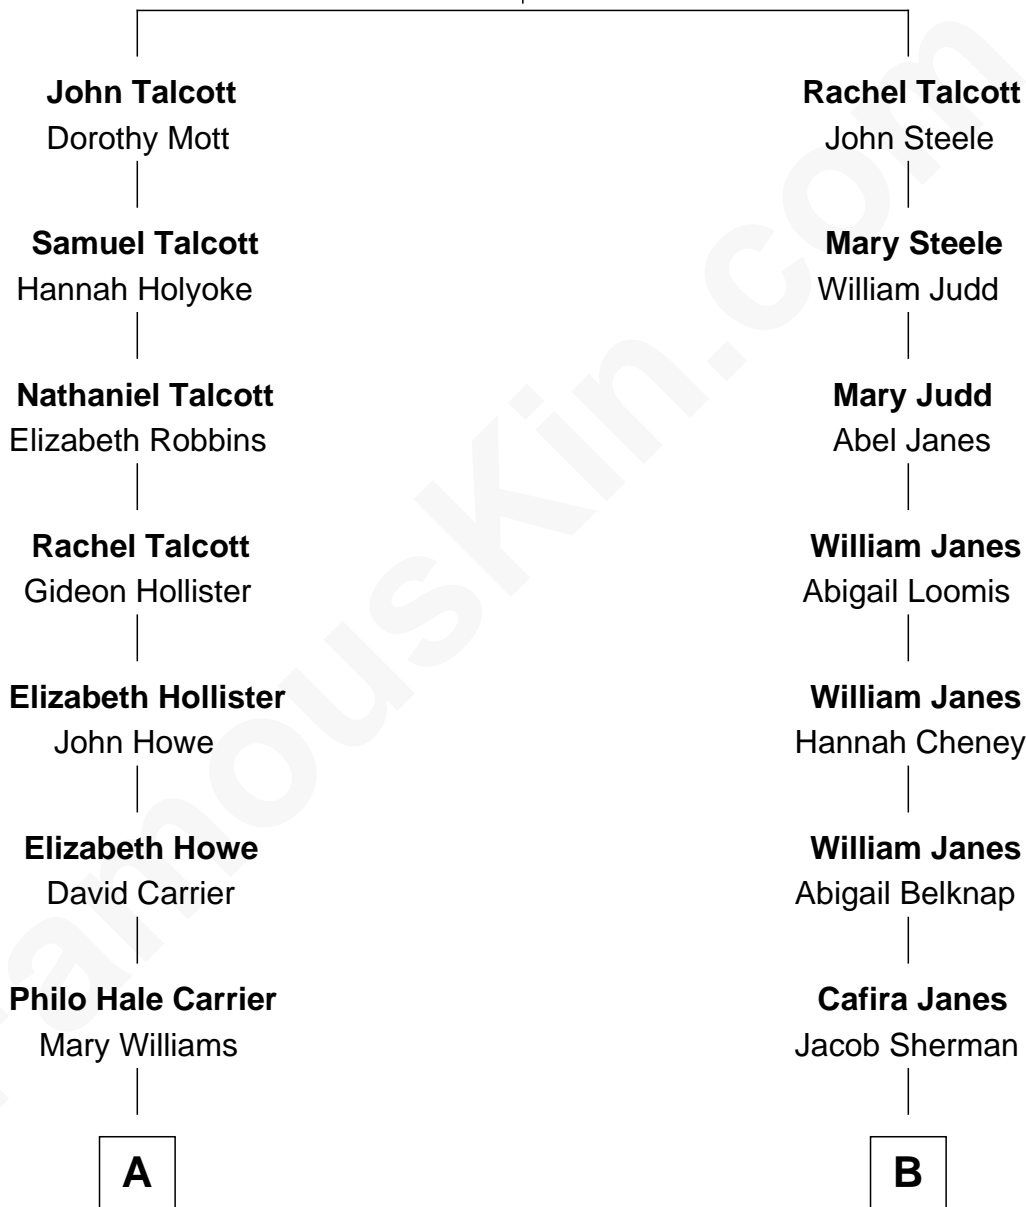 John Talcott
Dorothy Mott
Samuel Talcott
Hannah Holyoke
Nathaniel Talcott
Elizabeth Robbins
Rachel Talcott
Gideon Hollister
Elizabeth Hollister
John Howe
Elizabeth Howe
David Carrier
Philo Hale Carrier
Mary Williams
A
Rachel Talcott
John Steele
Mary Steele
William Judd
Mary Judd
Abel Janes
William Janes
Abigail Loomis
William Janes
Hannah Cheney
William Janes
Abigail Belknap
Cafira Janes
Jacob Sherman
B
FamousKin.com